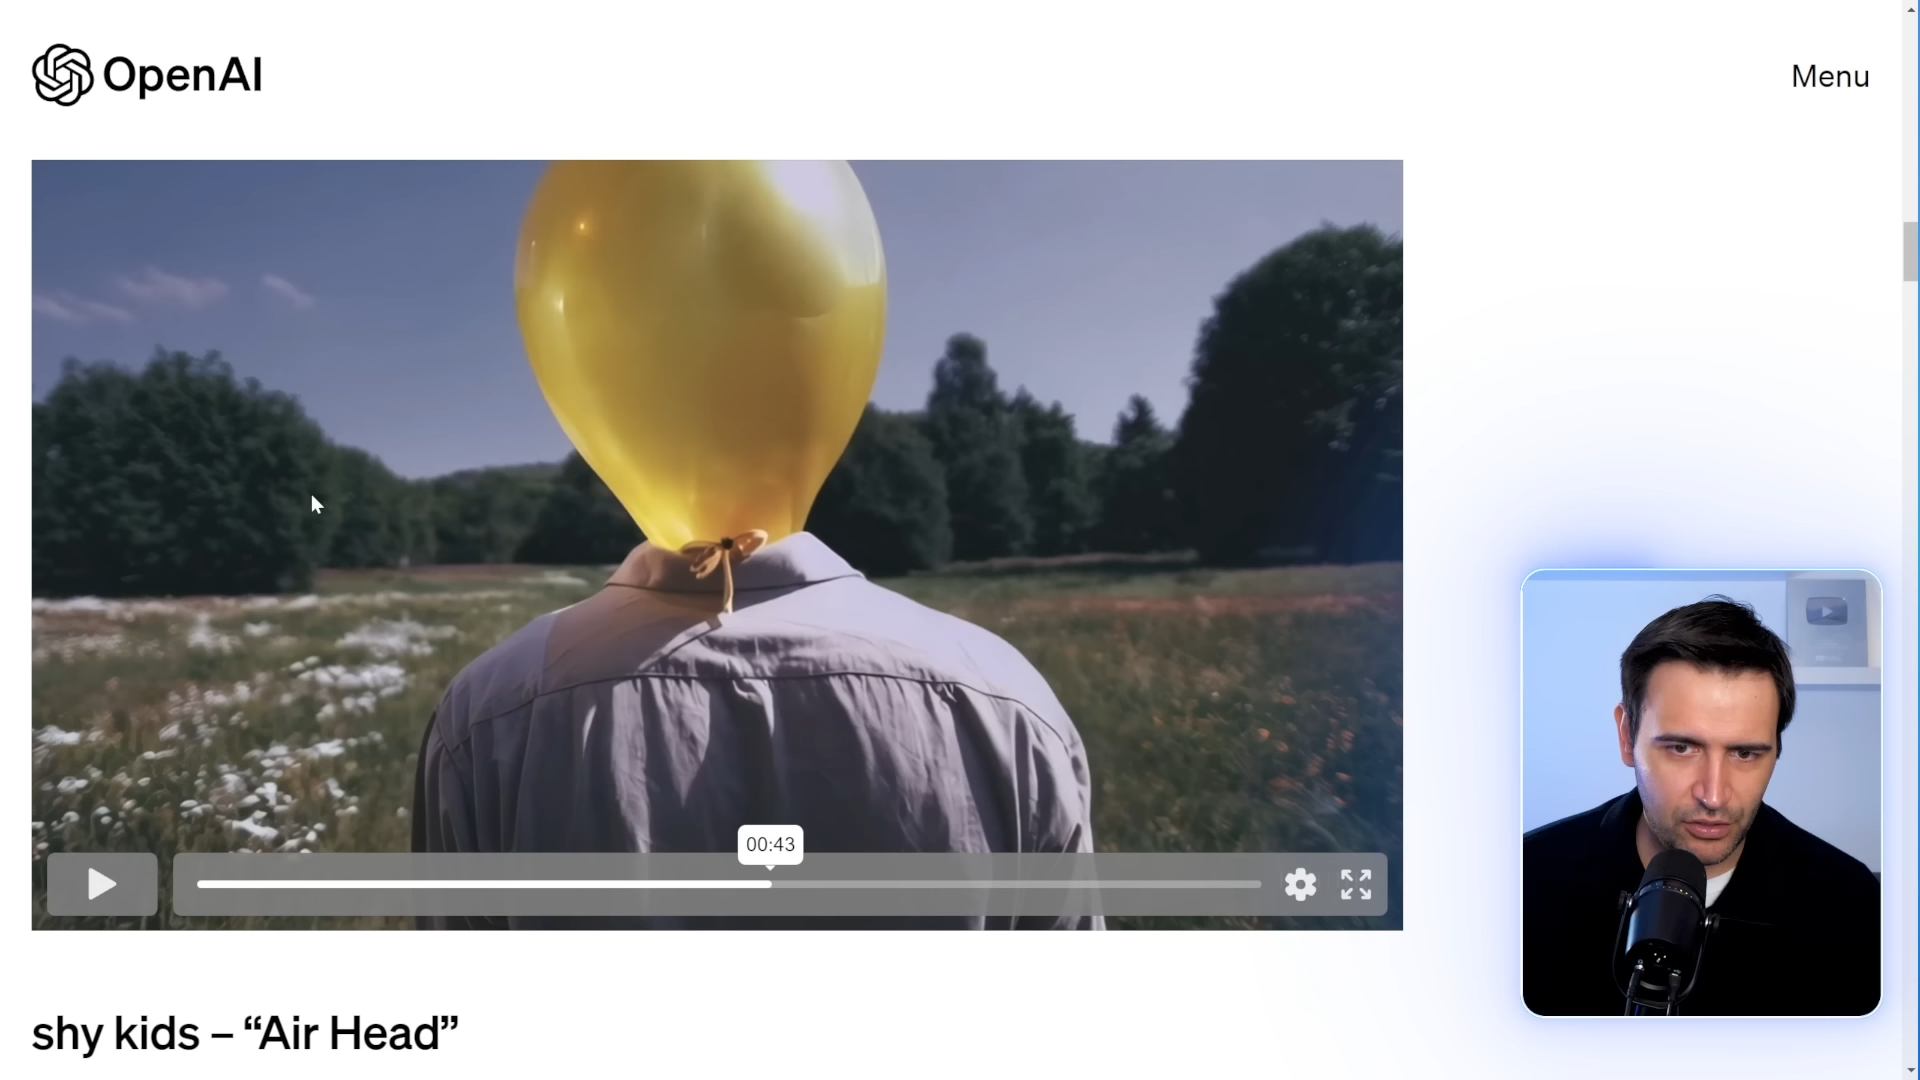 OpenAI
Menu
00:43
shy kids – “Air Head”